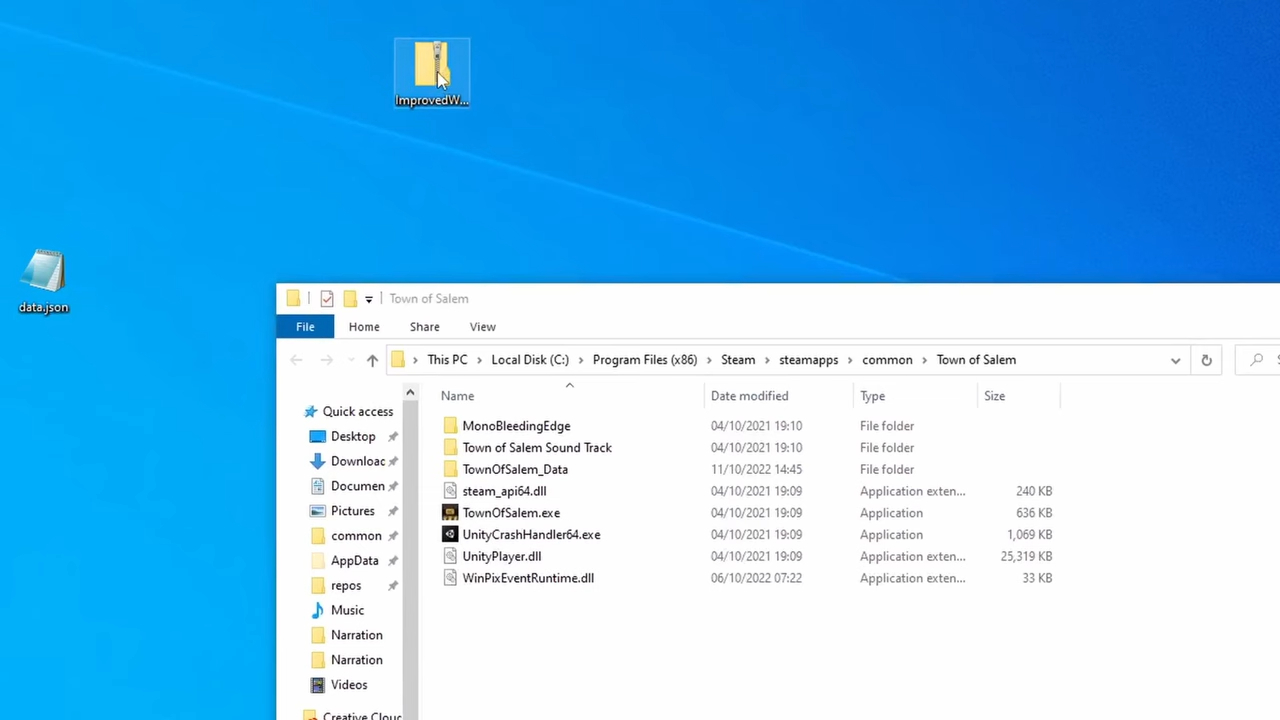 ImprovedW...
data.json
Town of Salem
File Home Share View
This PC Local Disk (C:) Program Files (x86) Steam steamapps common Town of Salem
Name Date modified Type Size
Quick access
Desktop
Downloac
Documen
Pictures
common
AppData
repos
Music
Narration
Narration
Videos
Creative Clou
MonoBleedingEdge 04/10/2021 19:10 File folder
Town of Salem Sound Track 04/10/2021 19:10 File folder
TownOfSalem_Data 11/10/2022 14:45 File folder
steam_api64.dll 04/10/2021 19:09 Application exten... 240 KB
TownOfSalem.exe 04/10/2021 19:09 Application 636 KB
UnityCrashHandler64.exe 04/10/2021 19:09 Application 1,069 KB
UnityPlayer.dll 04/10/2021 19:09 Application exten... 25,319 KB
WinPixEventRuntime.dll 06/10/2022 07:22 Application exten... 33 KB